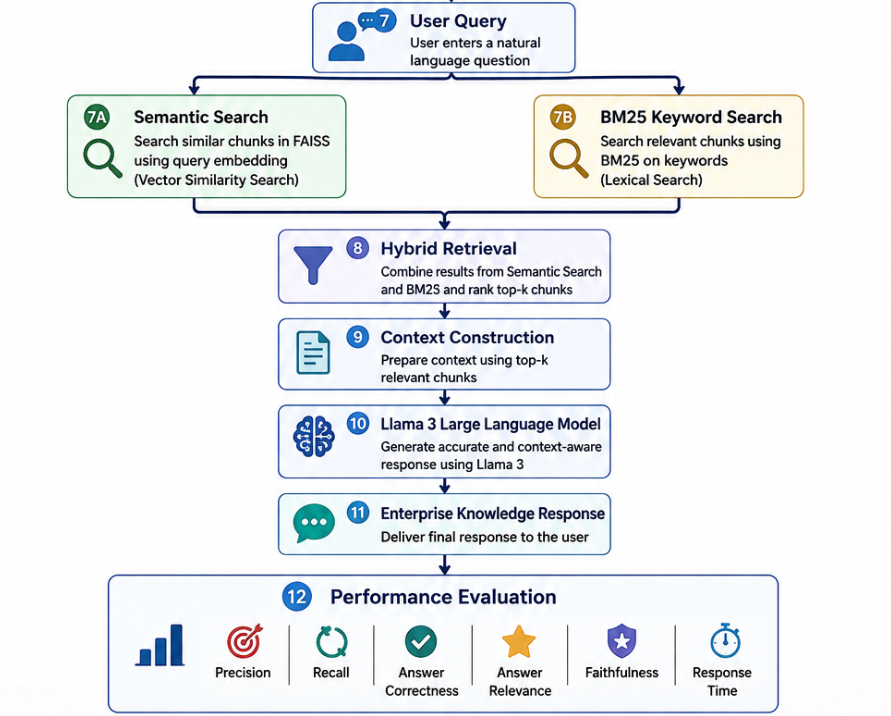 7
User Query
User enters a natural
language question
7A
Semantic Search
Search similar chunks in FAISS
using query embedding
(Vector Similarity Search)
7B
BM25 Keyword Search
Search relevant chunks using
BM25 on keywords
(Lexical Search)
8
Hybrid Retrieval
Combine results from Semantic Search
and BM25 and rank top-k chunks
9
Context Construction
Prepare context using top-k
relevant chunks
10
Llama 3 Large Language Model
Generate accurate and context-aware
response using Llama 3
11
Enterprise Knowledge Response
Deliver final response to the user
12
Performance Evaluation
Precision
Recall
Answer
Correctness
Answer
Relevance
Faithfulness
Response
Time